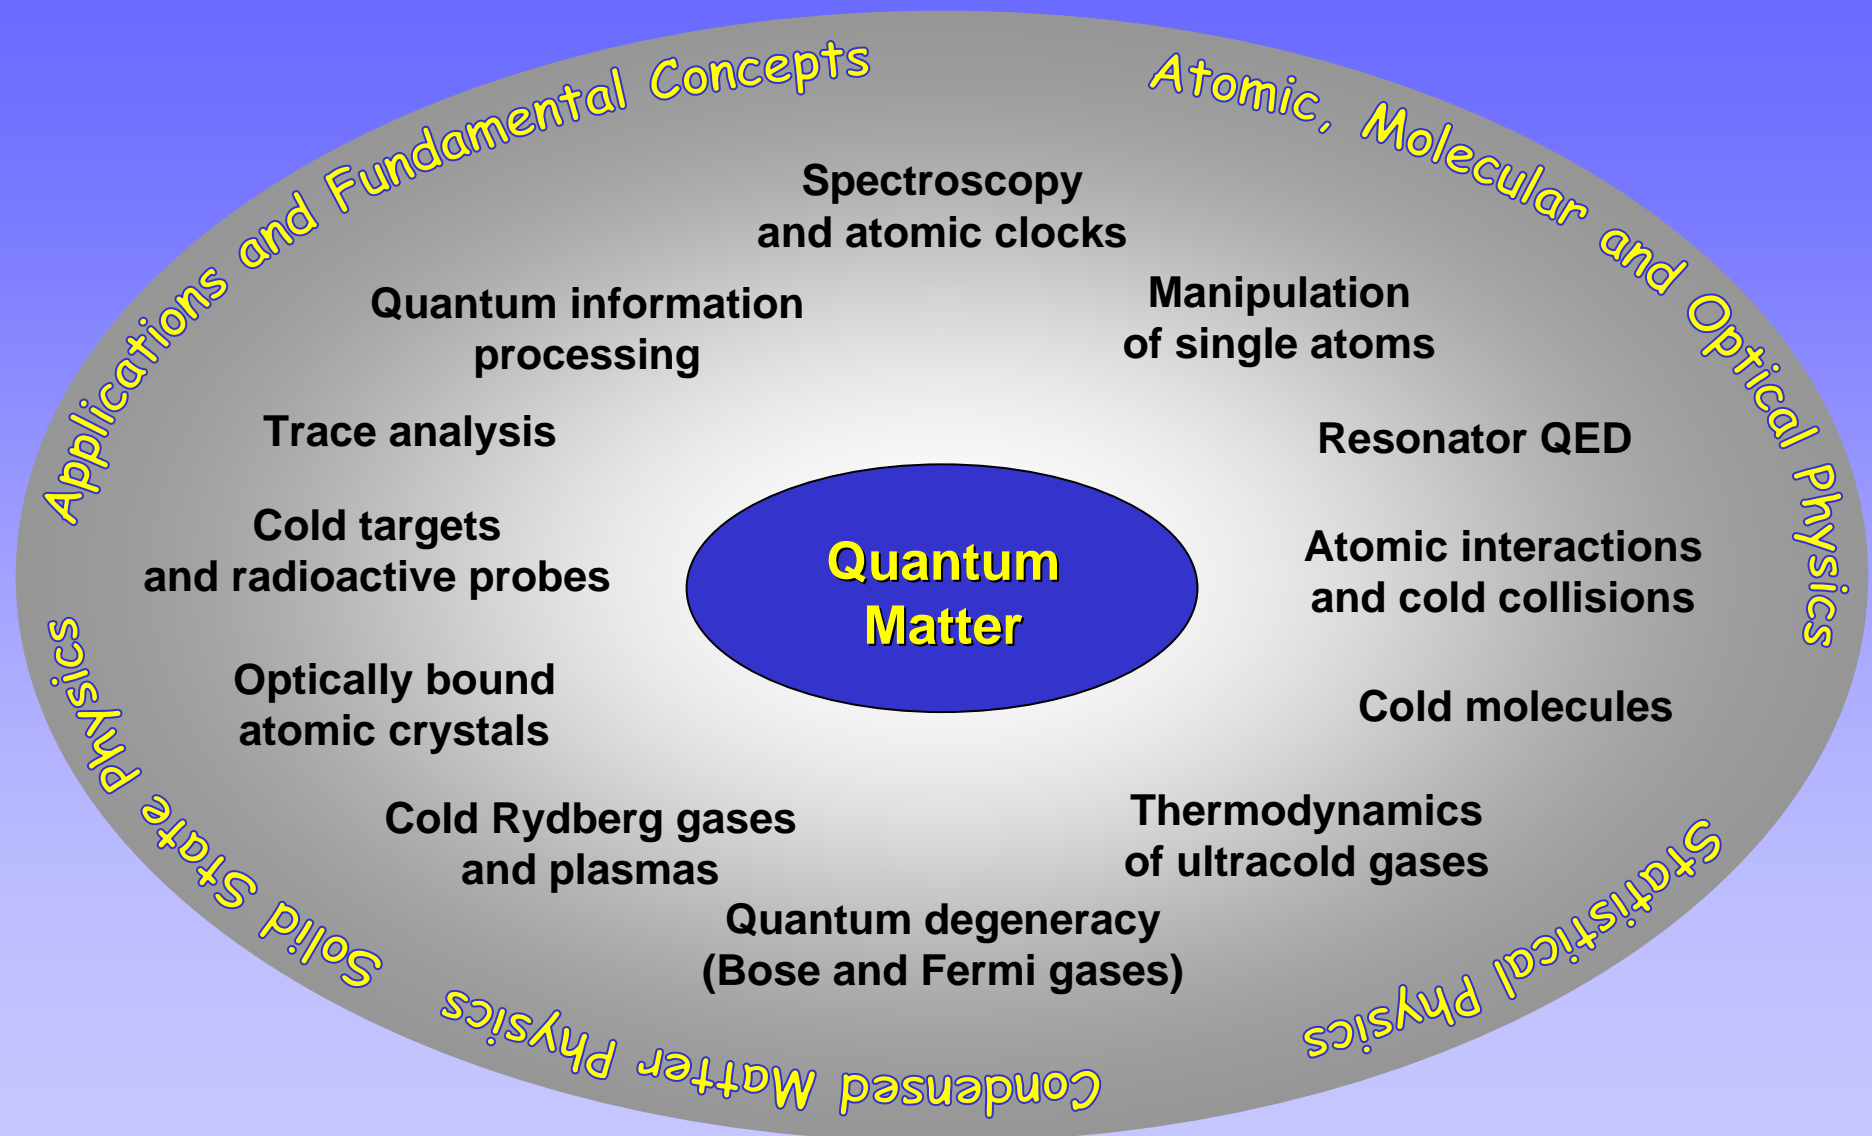 Applications and Fundamental Concepts
Atomic, Molecular and Optical Physics
Spectroscopy
and atomic clocks
Quantum information
processing
Manipulation
of single atoms
Trace analysis
Resonator QED
Cold targets
and radioactive probes
Quantum
Matter
Atomic interactions
and cold collisions
Optically bound
atomic crystals
Cold molecules
Cold Rydberg gases
and plasmas
Thermodynamics
of ultracold gases
Quantum degeneracy
(Bose and Fermi gases)
Statistical Physics
Condensed Matter Physics
Solid State Physics